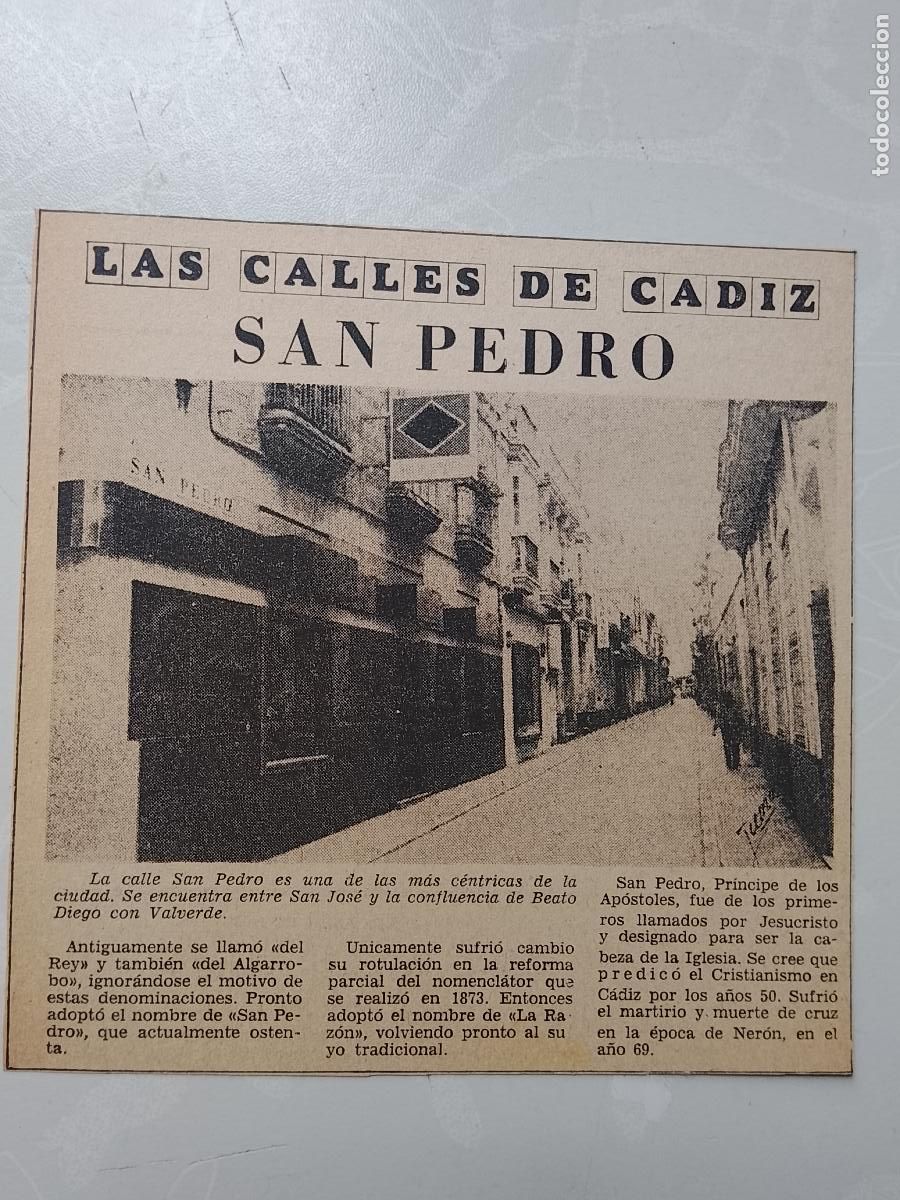 todocoleccion
LAS CALLES DE CADIZ
SAN PEDRO
SAN PEDRO
La calle San Pedro es una de las más céntricas de la
ciudad. Se encuentra entre San José y la confluencia de Beato
Diego con Valverde.
Antiguamente se llamó «del
Rey» y también «del Algarro-
bo», ignorándose el motivo de
estas denominaciones. Pronto
adoptó el nombre de «San Pe-
dro», que actualmente osten-
ta.
Unicamente sufrió cambio
su rotulación en la reforma
parcial del nomenclátor que
se realizó en 1873. Entonces
adoptó el nombre de «La Ra-
zón», volviendo pronto al su
yo tradicional.
San Pedro, Príncipe de los
Apóstoles, fue de los prime-
ros llamados por Jesucristo
y designado para ser la ca-
beza de la Iglesia. Se cree que
predicó el Cristianismo en
Cádiz por los años 50. Sufrió
el martirio y muerte de cruz
en la época de Nerón, en el
año 69.